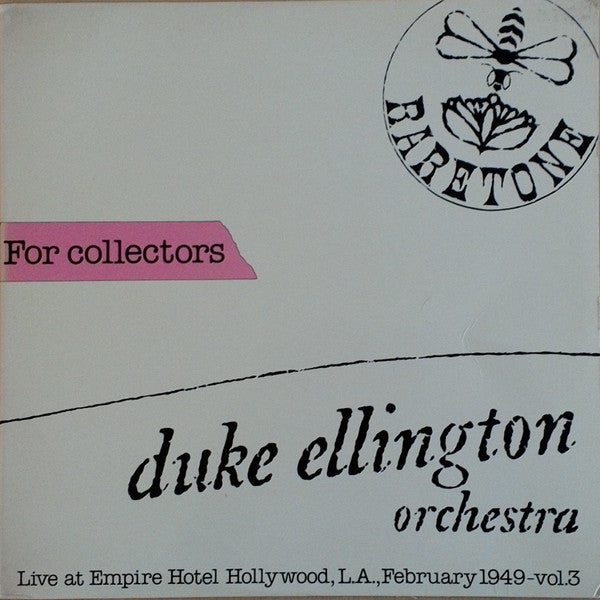 RARETONE
For collectors
duke ellington
orchestra
Live at Empire Hotel Hollywood, L.A., February 1949-vol.3